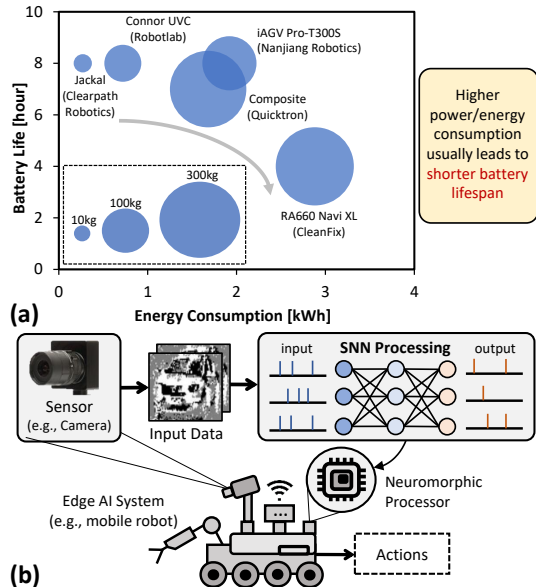 Battery Life [hour]
10
8
6
4
2
0
0
1
2
3
4
Energy Consumption [kWh]
Connor UVC
(Robotlab)
iAGV Pro-T300S
(Nanjiang Robotics)
Jackal
(Clearpath
Robotics)
Composite
(Quicktron)
RA660 Navi XL
(CleanFix)
10kg
100kg
300kg
Higher
power/energy
consumption
usually leads to
shorter battery
lifespan
(a)
Sensor
(e.g., Camera)
Input Data
input
SNN Processing
output
Neuromorphic
Processor
Edge AI System
(e.g., mobile robot)
Actions
(b)